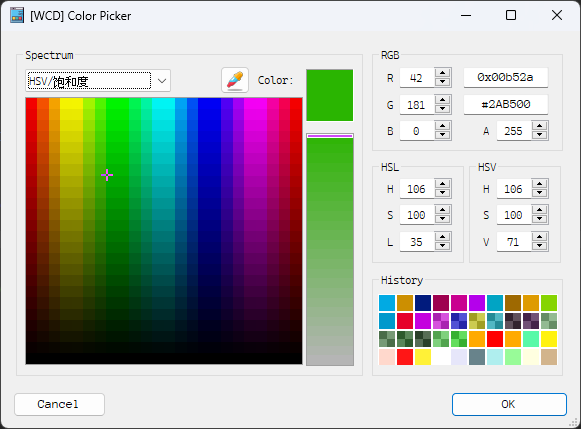 [WCD] Color Picker
Spectrum
HSV/饱和度
Color:
RGB
R 42 0x00b52a
G 181 #2AB500
B 0 A 255
HSL
H 106
S 100
L 35
HSV
H 106
S 100
V 71
History
Cancel
OK